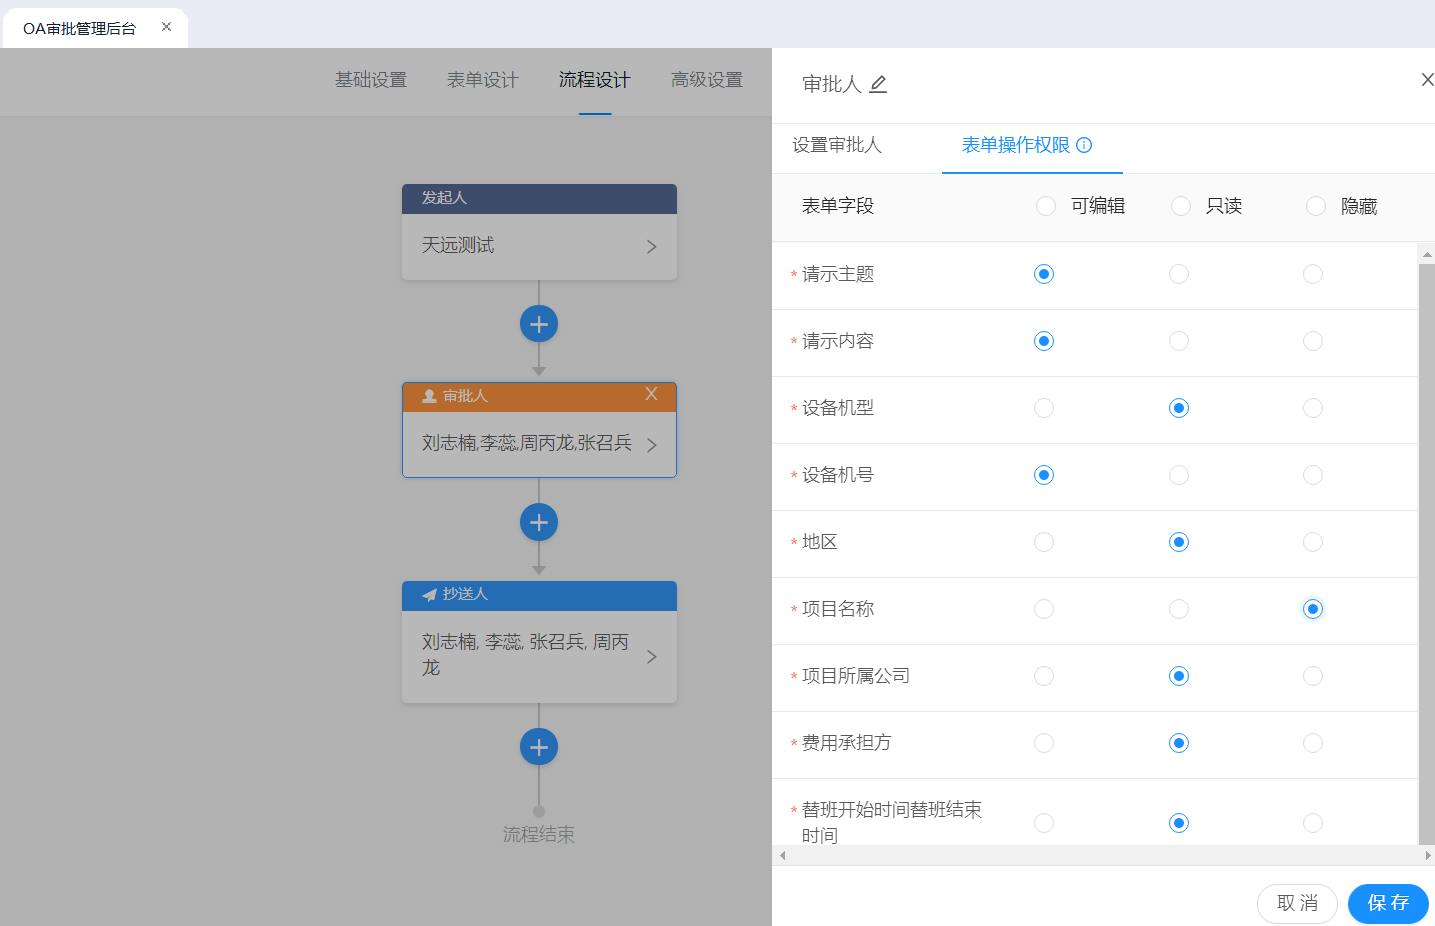 OA审批管理后台
基础设置 表单设计 流程设计 高级设置
发起人
天远测试
审批人 X
刘志楠,李蕊,周丙龙,张召兵
抄送人
刘志楠, 李蕊, 张召兵, 周丙
龙
流程结束
审批人
设置审批人 表单操作权限
表单字段 可编辑 只读 隐藏
* 请示主题
* 请示内容
* 设备机型
* 设备机号
* 地区
* 项目名称
* 项目所属公司
* 费用承担方
* 替班开始时间替班结束
时间
取 消 保 存